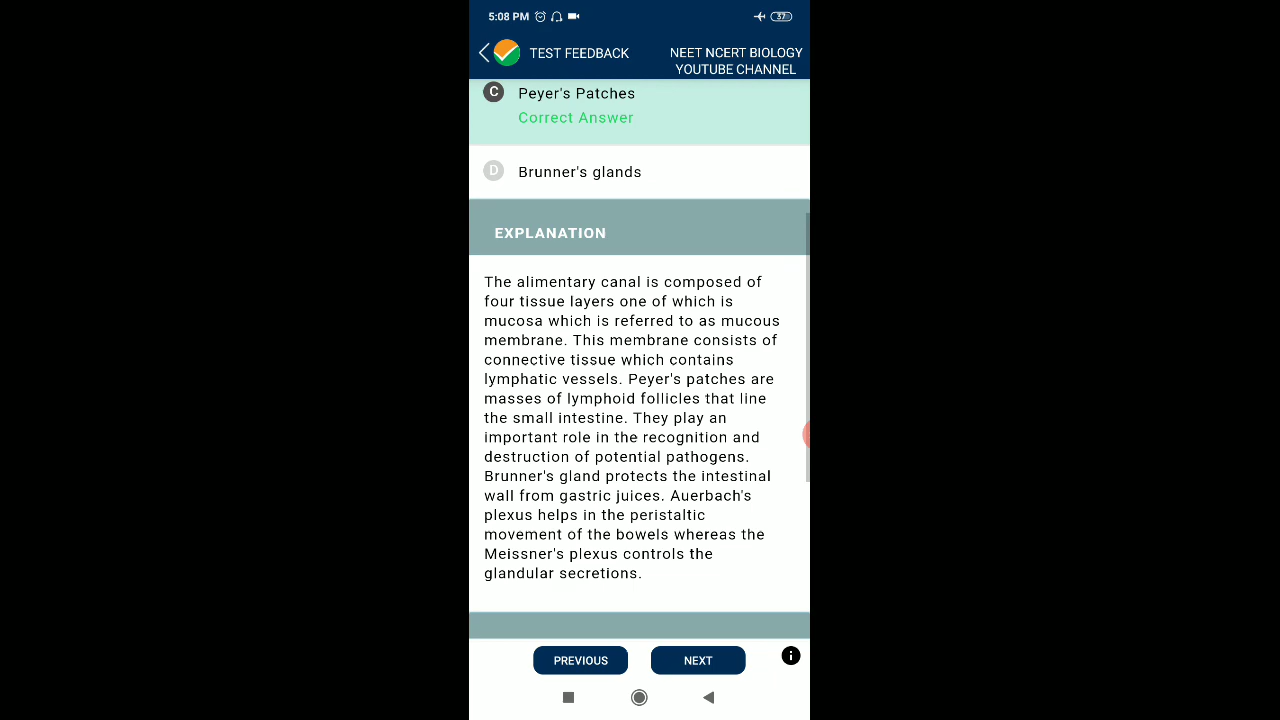 5:08 PM
37
TEST FEEDBACK
NEET NCERT BIOLOGY
YOUTUBE CHANNEL
C
Peyer's Patches
Correct Answer
D
Brunner's glands
EXPLANATION
The alimentary canal is composed of
four tissue layers one of which is
mucosa which is referred to as mucous
membrane. This membrane consists of
connective tissue which contains
lymphatic vessels. Peyer's patches are
masses of lymphoid follicles that line
the small intestine. They play an
important role in the recognition and
destruction of potential pathogens.
Brunner's gland protects the intestinal
wall from gastric juices. Auerbach's
plexus helps in the peristaltic
movement of the bowels whereas the
Meissner's plexus controls the
glandular secretions.
PREVIOUS
NEXT